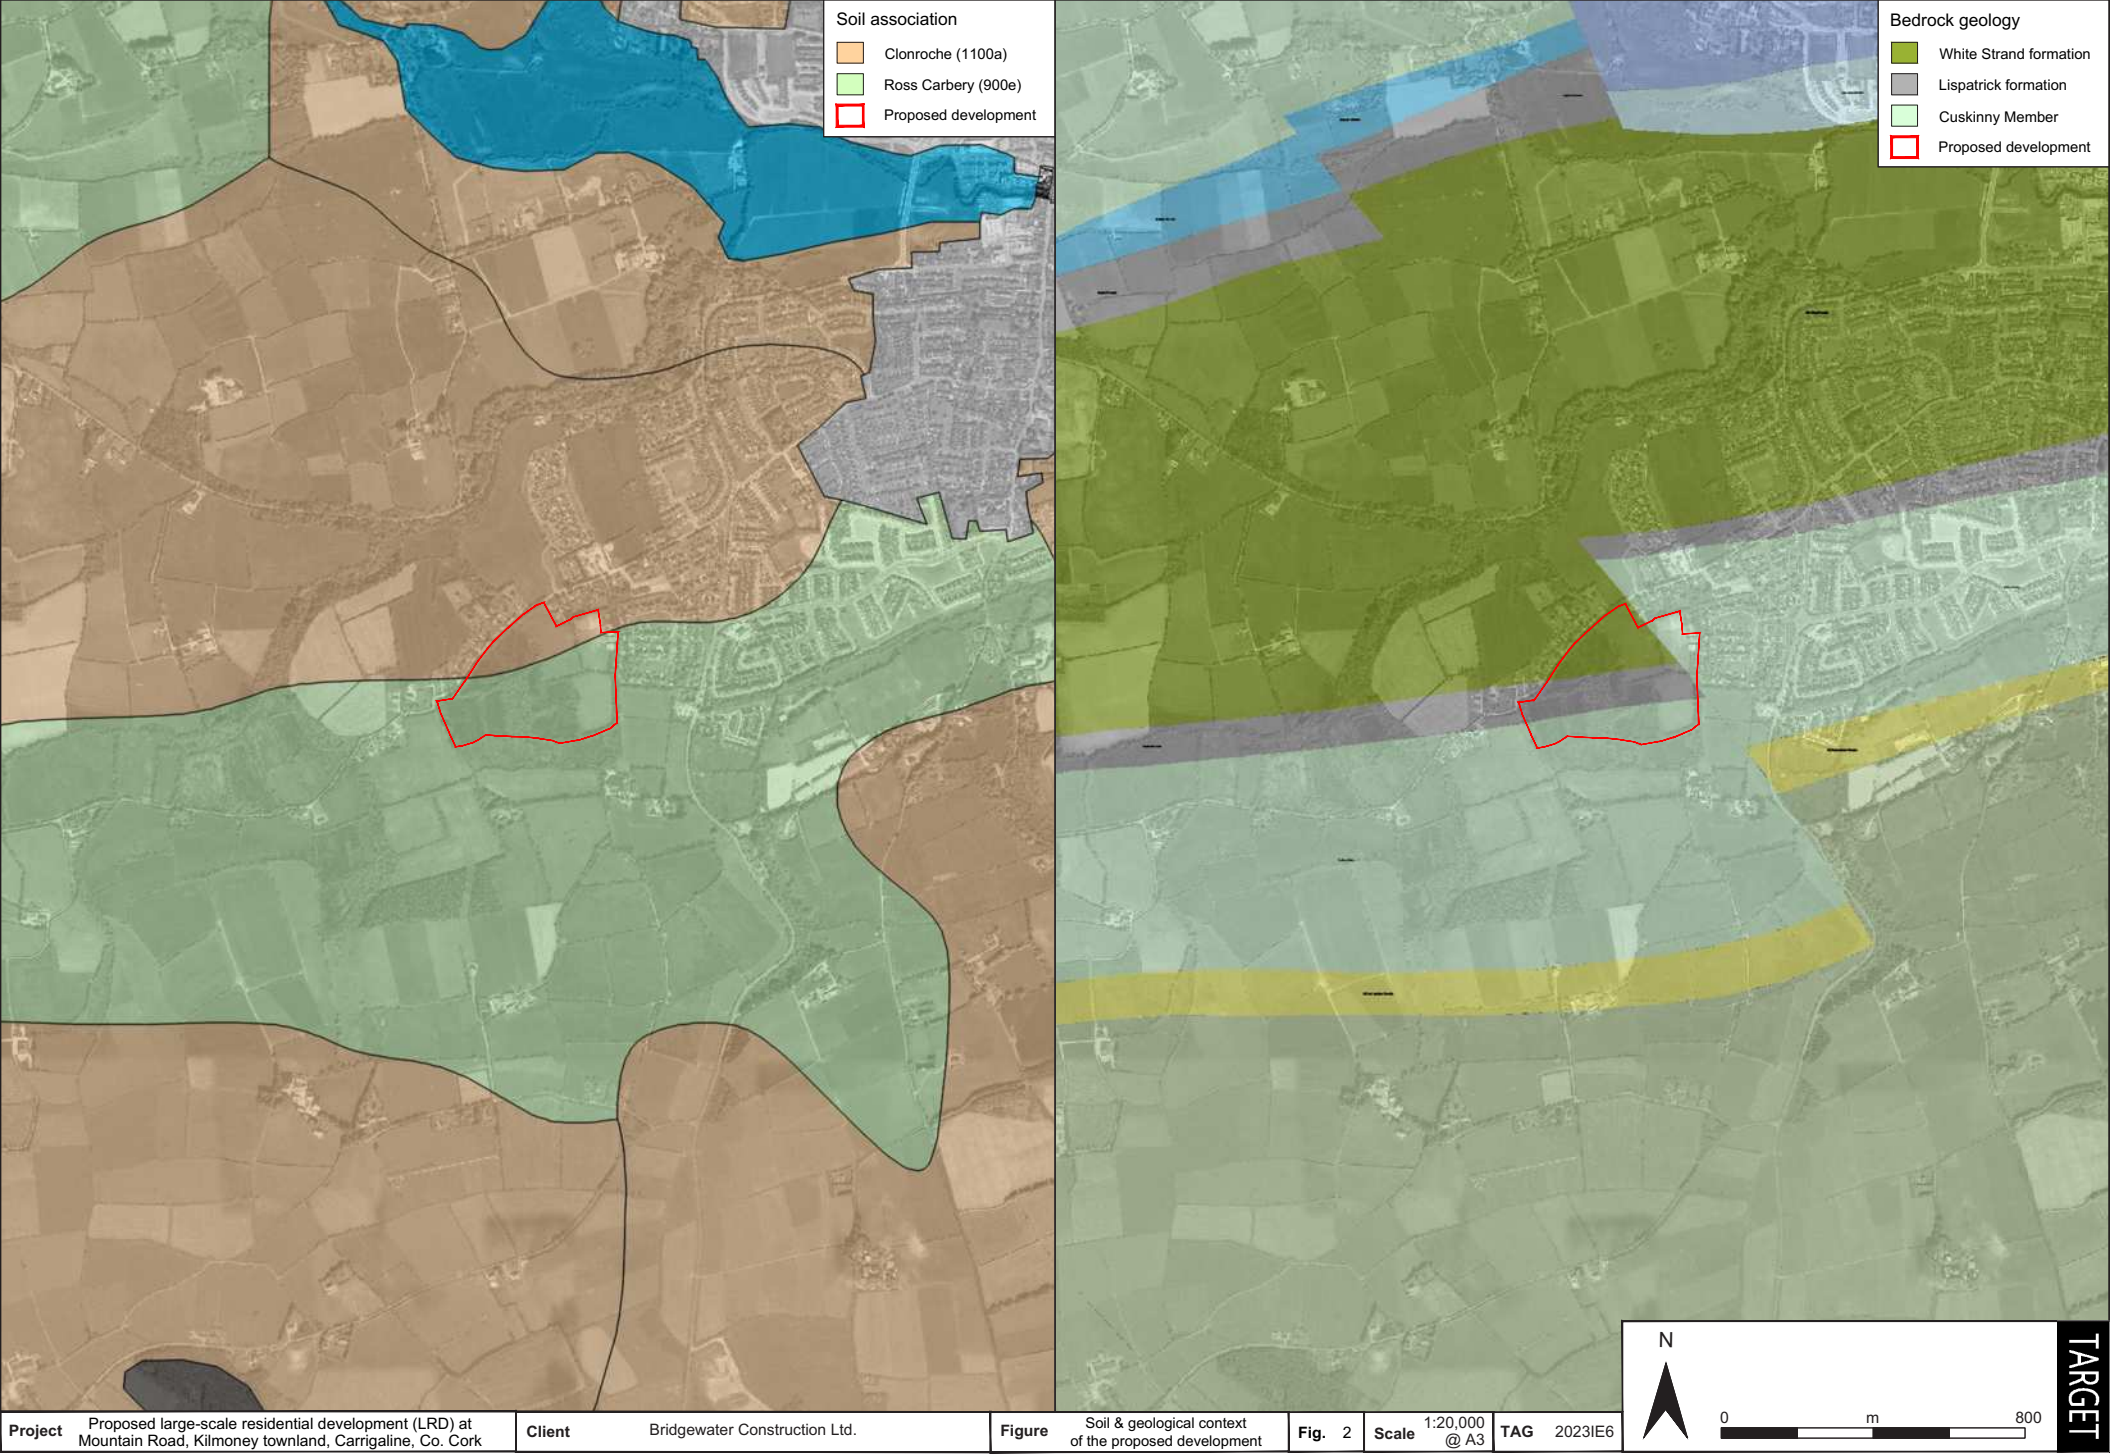 Soil association
Clonroche (1100a)
Ross Carbery (900e)
Proposed development
Bedrock geology
White Strand formation
Lispatrick formation
Cuskinny Member
Proposed development
N
0 m 800
TARGET
Project
Proposed large-scale residential development (LRD) at
Mountain Road, Kilmoney townland, Carrigaline, Co. Cork
Client
Bridgewater Construction Ltd.
Figure
Soil & geological context
of the proposed development
Fig. 2
Scale
1:20,000
@ A3
TAG 2023IE6